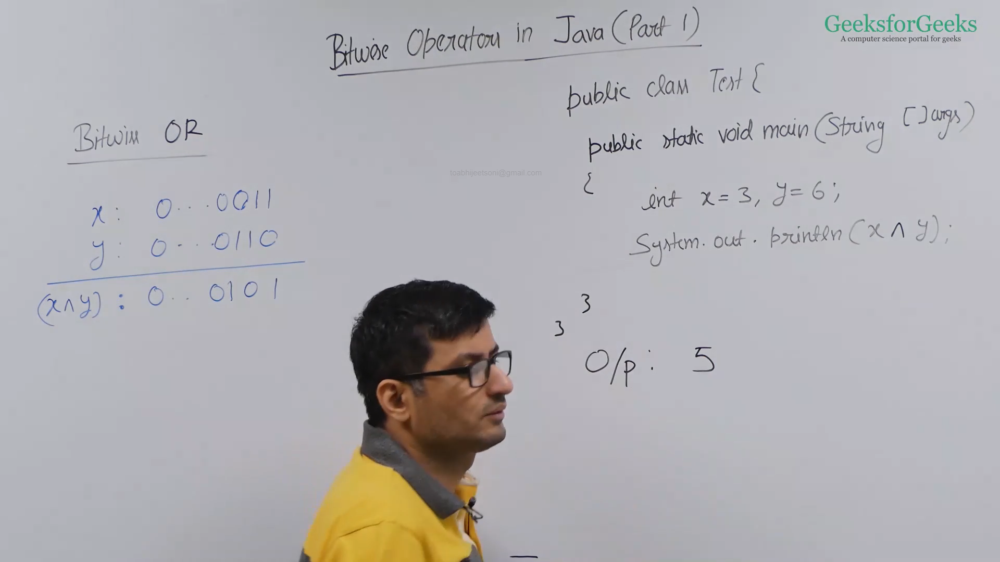 Bitwise Operators in Java (Part 1)
GeeksforGeeks
A computer science portal for geeks
Bitwise OR
x : 0 . . . . 0011
y : 0 - . . . 0110
(x ∧ y) : 0 . . 0101
toabhijeetsoni@gmail.com
public class Test {
public static void main (String [] args)
{
int x = 3, y = 6 ;
System. out . println (x ∧ y) ;
3
3
O/p : 5